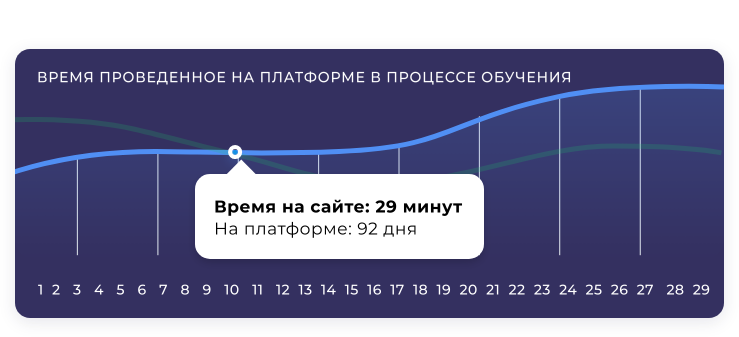 ВРЕМЯ ПРОВЕДЕННОЕ НА ПЛАТФОРМЕ В ПРОЦЕССЕ ОБУЧЕНИЯ
Время на сайте: 29 минут
На платформе: 92 дня
1 2 3 4 5 6 7 8 9 10 11 12 13 14 15 16 17 18 19 20 21 22 23 24 25 26 27 28 29